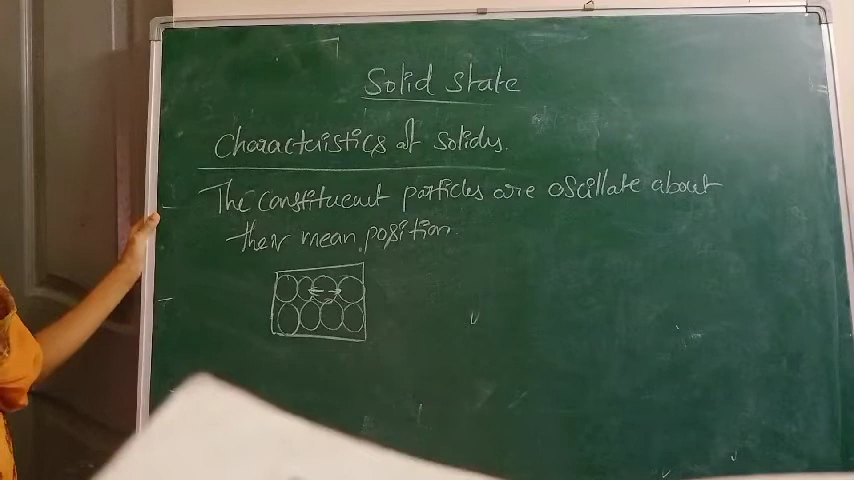 Solid state
Characteristics of solids.
The constituent particles are oscillate about
their mean position.